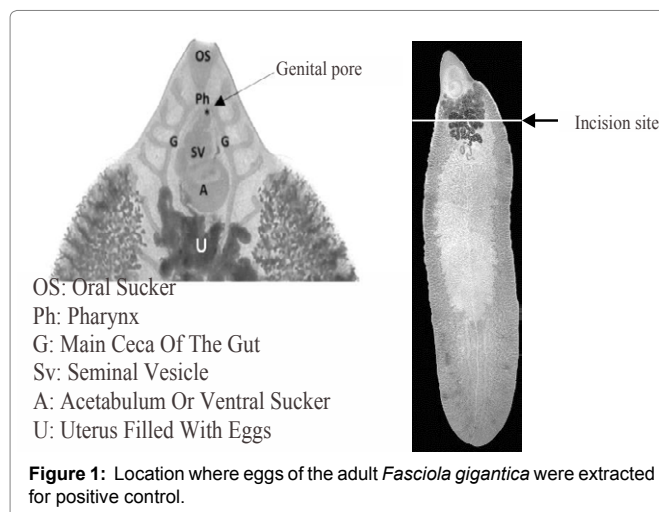 OS
Genital pore
Ph
*
G
G
SV
A
U
Incision site
OS: Oral Sucker
Ph: Pharynx
G: Main Ceca Of The Gut
Sv: Seminal Vesicle
A: Acetabulum Or Ventral Sucker
U: Uterus Filled With Eggs
Figure 1: Location where eggs of the adult Fasciola gigantica were extracted
for positive control.